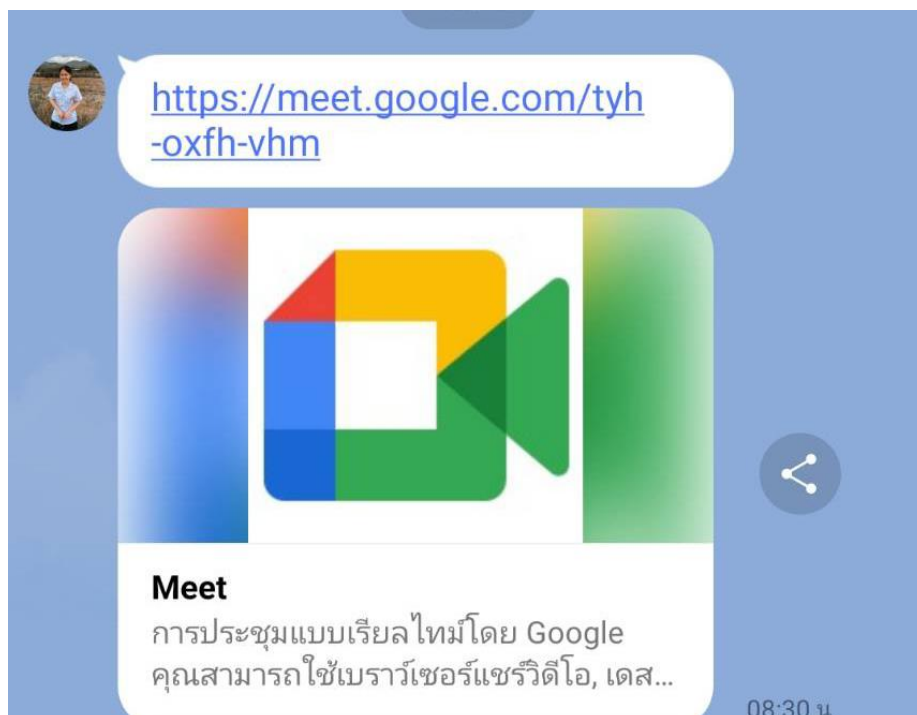 https://meet.google.com/tyh
-oxfh-vhm
Meet
การประชุมแบบเรียลไทม์โดย Google
คุณสามารถใช้เบราว์เซอร์แชร์วิดีโอ, เดส...
08:30 น